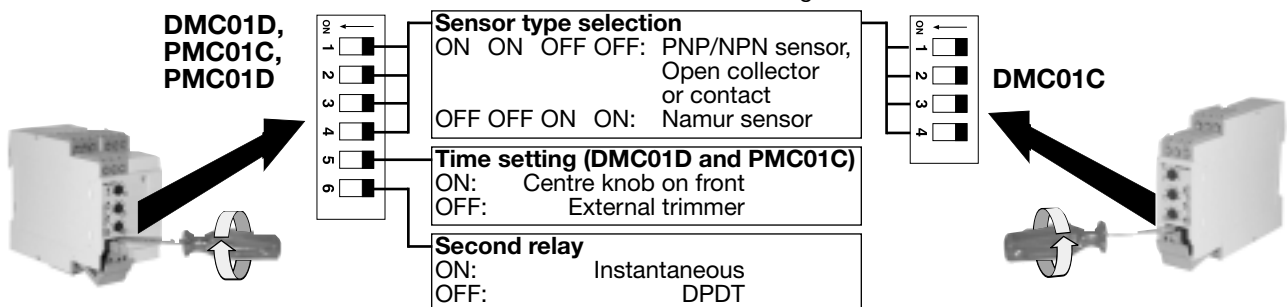 DMC01D,
PMC01C,
PMC01D
ON
1
2
3
4
5
6
Sensor type selection
ON ON OFF OFF: PNP/NPN sensor,
Open collector
or contact
OFF OFF ON ON: Namur sensor
Time setting (DMC01D and PMC01C)
ON: Centre knob on front
OFF: External trimmer
Second relay
ON: Instantaneous
OFF: DPDT
ON
1
2
3
4
DMC01C